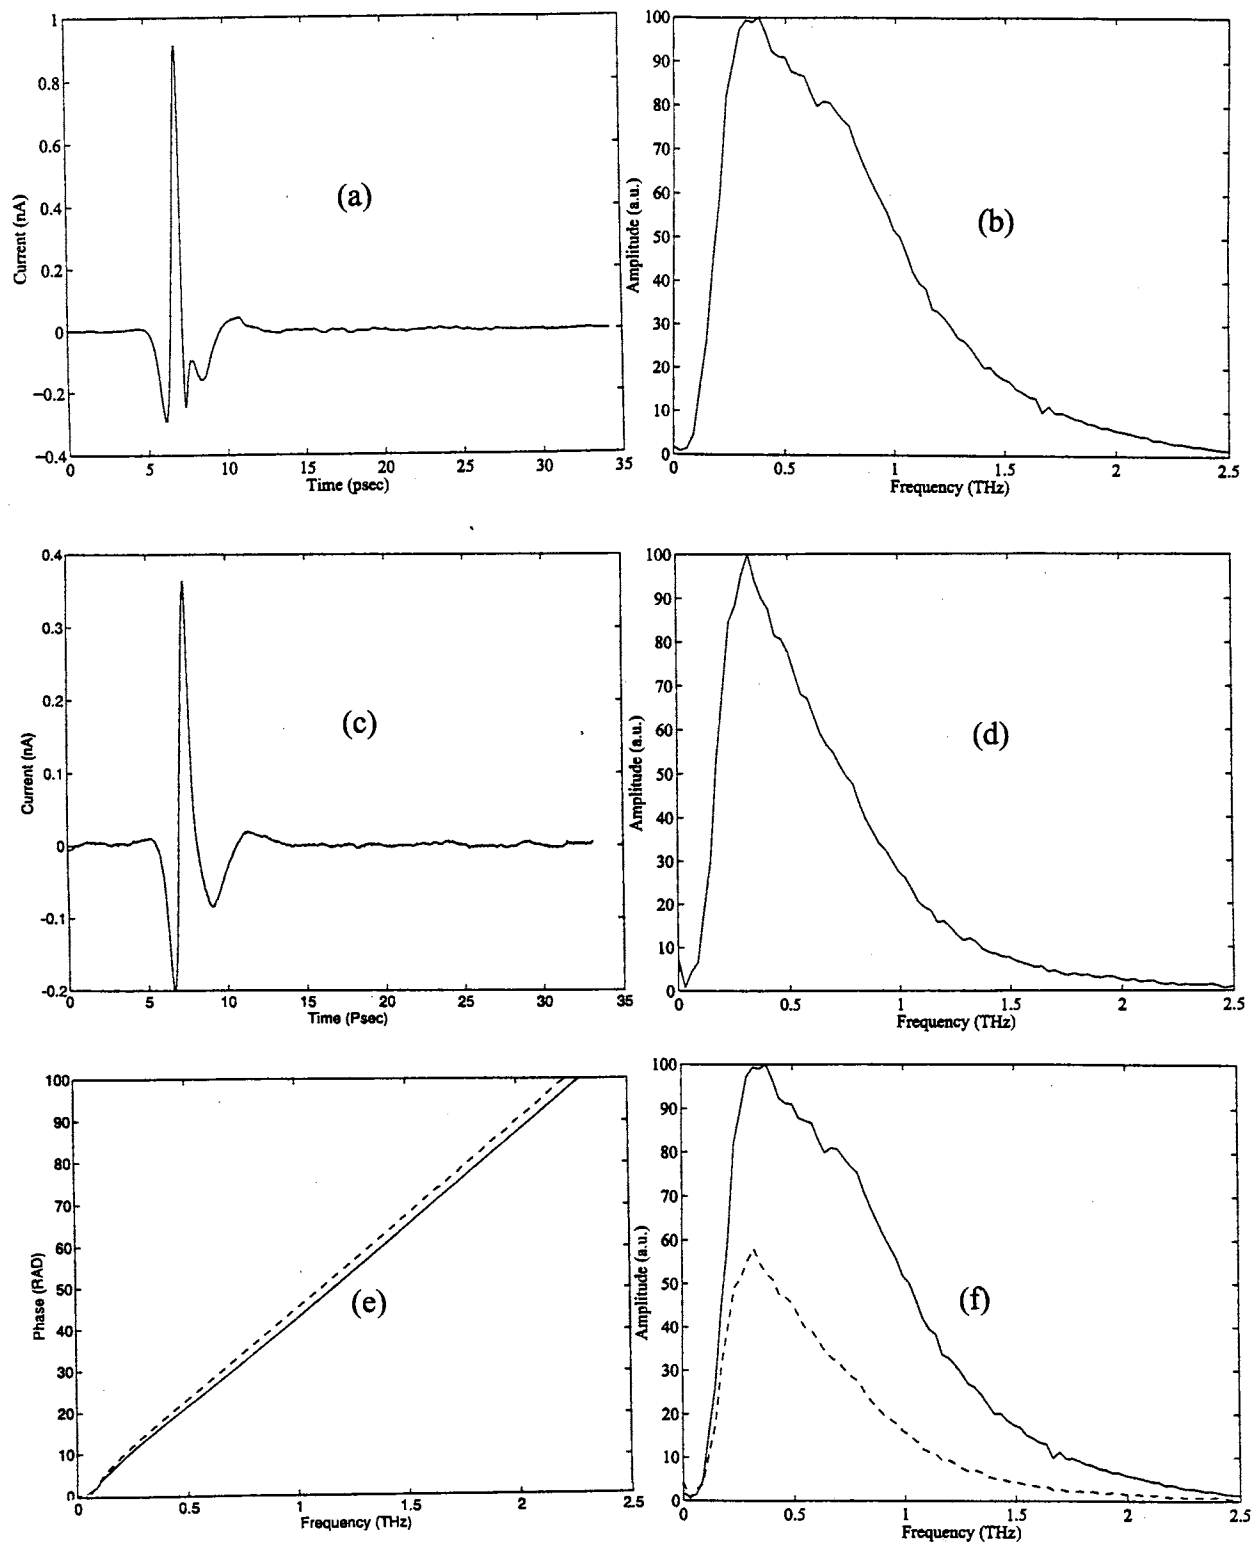 1
0.8
0.6
0.4
0.2
0
−0.2
−0.4
Current (nA)
(a)
0 5 10 15 20 25 30 35
Time (psec)
100
90
80
70
60
50
40
30
20
10
0
Amplitude (a.u.)
(b)
0 0.5 1 1.5 2 2.5
Frequency (THz)
0.4
0.3
0.2
0.1
0
-0.1
-0.2
Current (nA)
(c)
0 5 10 15 20 25 30 35
Time (Psec)
100
90
80
70
60
50
40
30
20
10
0
Amplitude (a.u.)
(d)
0 0.5 1 1.5 2 2.5
Frequency (THz)
100
90
80
70
60
50
40
30
20
10
0
Phase (RAD)
(e)
0 0.5 1 1.5 2 2.5
Frequency (THz)
100
90
80
70
60
50
40
30
20
10
0
Amplitude (a.u.)
(f)
0 0.5 1 1.5 2 2.5
Frequency (THz)